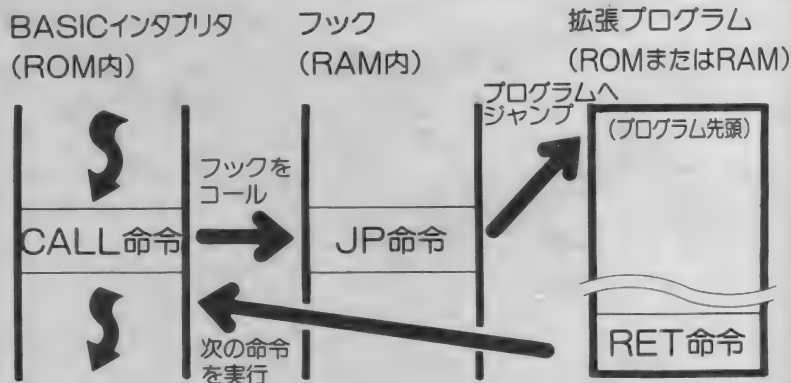 BASICインタプリタ
(ROM内)
フック
(RAM内)
拡張プログラム
(ROMまたはRAM)
プログラムへ
ジャンプ
(プログラム先頭)
フックを
コール
CALL命令
JP命令
次の命令
を実行
RET命令